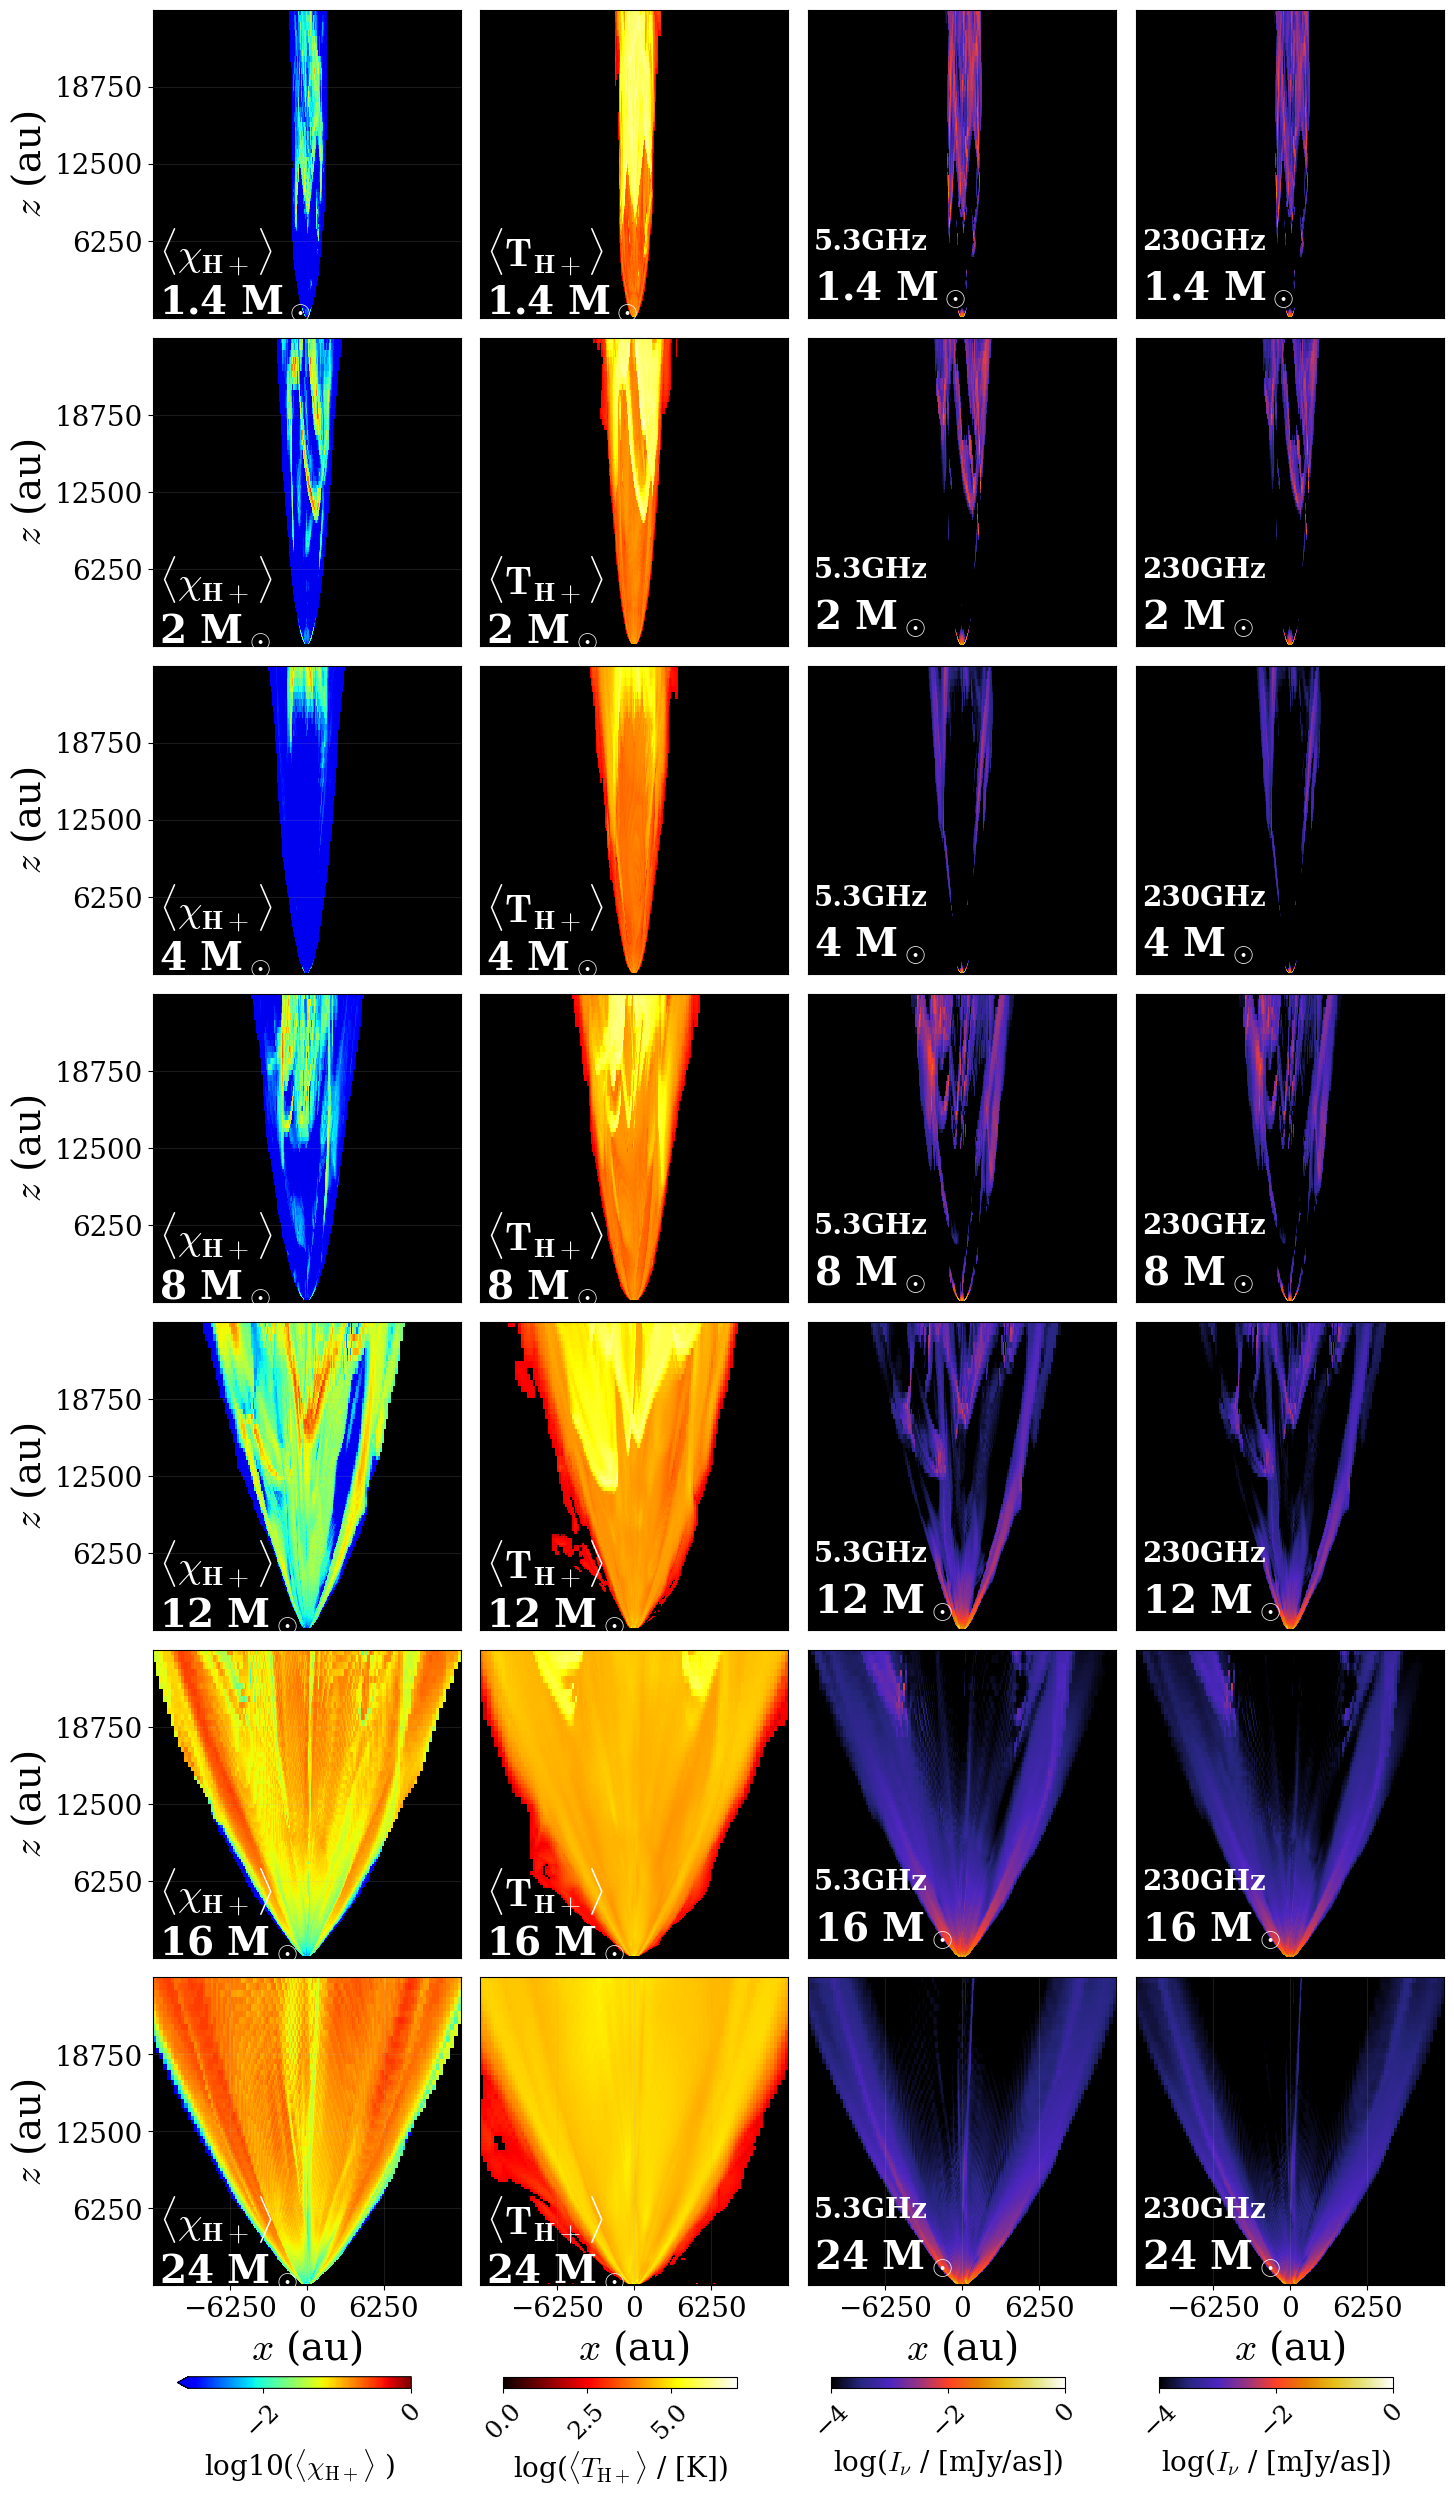 z (au)
18750
12500
6250
⟨χH+⟩
1.4 M⊙
⟨TH+⟩
1.4 M⊙
5.3GHz
1.4 M⊙
230GHz
1.4 M⊙
z (au)
18750
12500
6250
⟨χH+⟩
2 M⊙
⟨TH+⟩
2 M⊙
5.3GHz
2 M⊙
230GHz
2 M⊙
z (au)
18750
12500
6250
⟨χH+⟩
4 M⊙
⟨TH+⟩
4 M⊙
5.3GHz
4 M⊙
230GHz
4 M⊙
z (au)
18750
12500
6250
⟨χH+⟩
8 M⊙
⟨TH+⟩
8 M⊙
5.3GHz
8 M⊙
230GHz
8 M⊙
z (au)
18750
12500
6250
⟨χH+⟩
12 M⊙
⟨TH+⟩
12 M⊙
5.3GHz
12 M⊙
230GHz
12 M⊙
z (au)
18750
12500
6250
⟨χH+⟩
16 M⊙
⟨TH+⟩
16 M⊙
5.3GHz
16 M⊙
230GHz
16 M⊙
z (au)
18750
12500
6250
⟨χH+⟩
24 M⊙
⟨TH+⟩
24 M⊙
5.3GHz
24 M⊙
230GHz
24 M⊙
−6250 0 6250
−6250 0 6250
−6250 0 6250
−6250 0 6250
x (au)
x (au)
x (au)
x (au)
−2 0
0.0 2.5 5.0
−4 −2 0
−4 −2 0
log10(⟨χH+⟩ )
log(⟨TH+⟩ / [K])
log(Iν / [mJy/as])
log(Iν / [mJy/as])